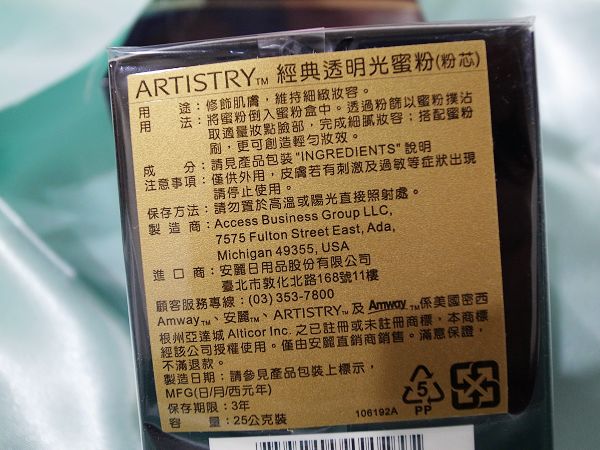 ARTISTRY™ 經典透明光蜜粉(粉芯)
用　　途：修飾肌膚，維持細緻妝容。
用　　法：將蜜粉倒入蜜粉盒中。透過粉篩以蜜粉撲沾
取適量妝點臉部，完成細膩妝容；搭配蜜粉
刷，更可創造輕勻妝效。
成　　分：請見產品包裝"INGREDIENTS"說明
注意事項：僅供外用，皮膚若有刺激及過敏等症狀出現
請停止使用。
保存方法：請勿置於高溫或陽光直接照射處。
製 造 商：Access Business Group LLC,
7575 Fulton Street East, Ada,
Michigan 49355, USA
進 口 商：安麗日用品股份有限公司
臺北市敦化北路168號11樓
顧客服務專線：(03) 353-7800
Amway™、安麗™、ARTISTRY™ 及 Amway™係美國密西
根州亞達城 Alticor Inc. 之已註冊或未註冊商標，本商標
經該公司授權使用。僅由安麗直銷商銷售。滿意保證，
不滿退款。
製造日期：請參見產品包裝上標示，
MFG(日/月/西元年)
保存期限：3年
容　　量：25公克裝
106192A
5
PP